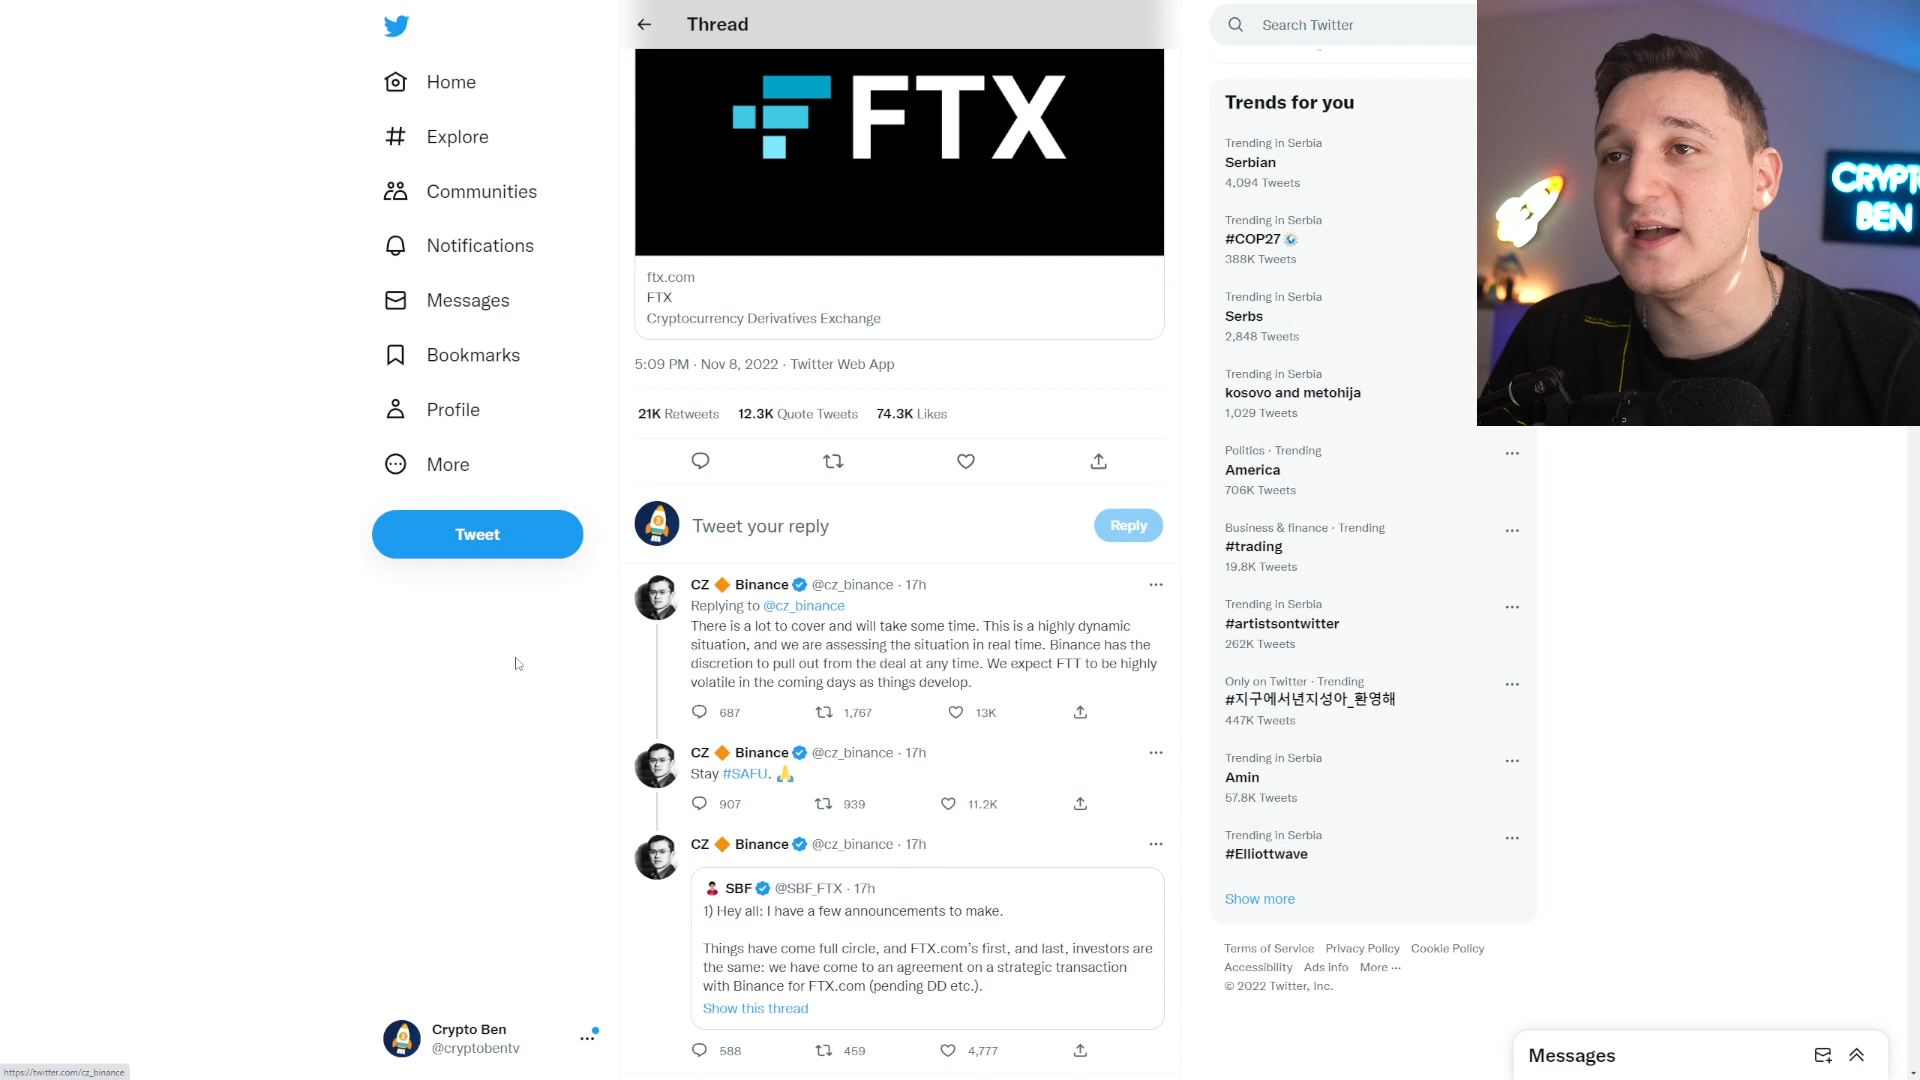 Home
Explore
Communities
Notifications
Messages
Bookmarks
Profile
More
Tweet
Crypto Ben
@cryptobentv
https://twitter.com/cz_binance
Thread
FTX
ftx.com
FTX
Cryptocurrency Derivatives Exchange
5:09 PM · Nov 8, 2022 · Twitter Web App
21K Retweets 12.3K Quote Tweets 74.3K Likes
Tweet your reply
Reply
CZ 🔶 Binance @cz_binance · 17h
Replying to @cz_binance
There is a lot to cover and will take some time. This is a highly dynamic
situation, and we are assessing the situation in real time. Binance has the
discretion to pull out from the deal at any time. We expect FTT to be highly
volatile in the coming days as things develop.
687 1,767 13K
CZ 🔶 Binance @cz_binance · 17h
Stay #SAFU. 🙏
907 939 11.2K
CZ 🔶 Binance @cz_binance · 17h
SBF @SBF_FTX · 17h
1) Hey all: I have a few announcements to make.
Things have come full circle, and FTX.com's first, and last, investors are
the same: we have come to an agreement on a strategic transaction
with Binance for FTX.com (pending DD etc.).
Show this thread
588 459 4,777
Search Twitter
Trends for you
Trending in Serbia
Serbian
4,094 Tweets
Trending in Serbia
#COP27
388K Tweets
Trending in Serbia
Serbs
2,848 Tweets
Trending in Serbia
kosovo and metohija
1,029 Tweets
Politics · Trending
America
706K Tweets
Business & finance · Trending
#trading
19.8K Tweets
Trending in Serbia
#artistsontwitter
262K Tweets
Only on Twitter · Trending
#지구에서년지성아_환영해
447K Tweets
Trending in Serbia
Amin
57.8K Tweets
Trending in Serbia
#Elliottwave
Show more
Terms of Service Privacy Policy Cookie Policy
Accessibility Ads info More ···
© 2022 Twitter, Inc.
Messages
CRYPTO
BEN